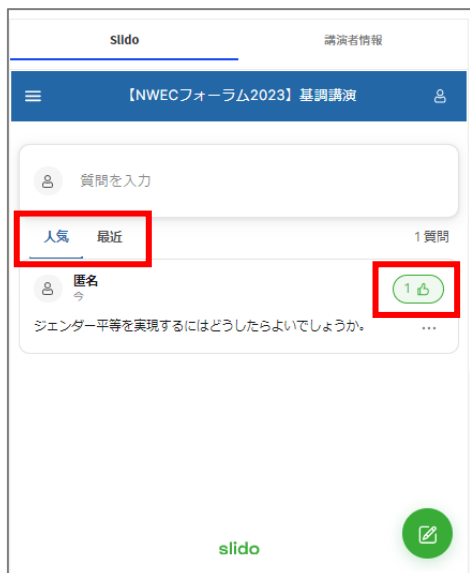 Slido
講演者情報
【NWECフォーラム2023】基調講演
質問を入力
人気 最近 1 質問
匿名
今
1
ジェンダー平等を実現するにはどうしたらよいでしょうか。
slido